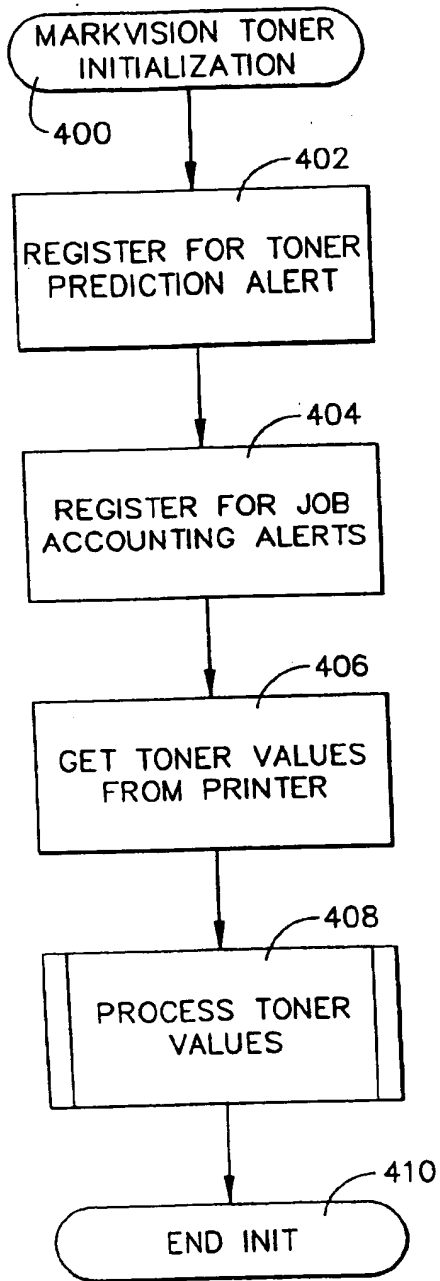 MARKVISION TONER
INITIALIZATION
400
402
REGISTER FOR TONER
PREDICTION ALERT
404
REGISTER FOR JOB
ACCOUNTING ALERTS
406
GET TONER VALUES
FROM PRINTER
408
PROCESS TONER
VALUES
410
END INIT